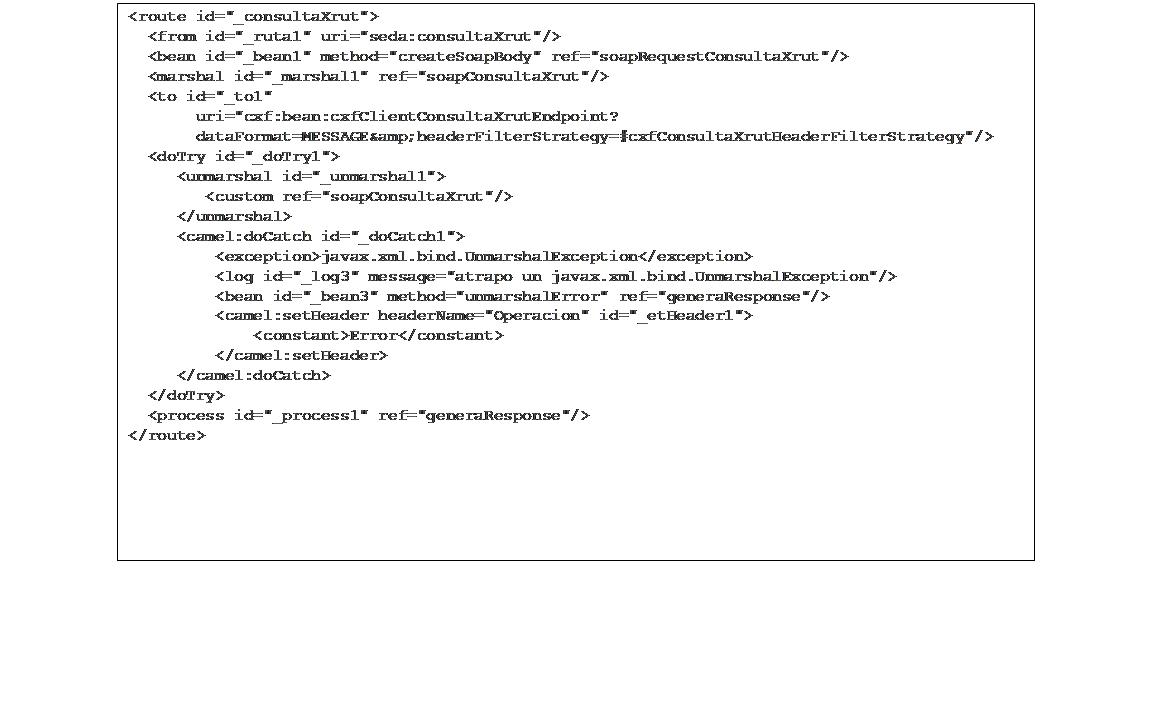 <route id="_consultaXrut">
<from id="_ruta1" uri="seda:consultaXrut"/>
<bean id="_bean1" method="createSoapBody" ref="soapRequestConsultaXrut"/>
<marshal id="_marshal1" ref="soapConsultaXrut"/>
<to id="_to1"
uri="cxf:bean:cxfClientConsultaXrutEndpoint?
dataFormat=MESSAGE&amp;headerFilterStrategy=#cxfConsultaXrutHeaderFilterStrategy"/>
<doTry id="_doTry1">
<unmarshal id="_unmarshal1">
<custom ref="soapConsultaXrut"/>
</unmarshal>
<camel:doCatch id="_doCatch1">
<exception>javax.xml.bind.UnmarshalException</exception>
<log id="_log3" message="atrapo un javax.xml.bind.UnmarshalException"/>
<bean id="_bean3" method="unmarshalError" ref="generaResponse"/>
<camel:setHeader headerName="Operacion" id="_etHeader1">
<constant>Error</constant>
</camel:setHeader>
</camel:doCatch>
</doTry>
<process id="_process1" ref="generaResponse"/>
</route>